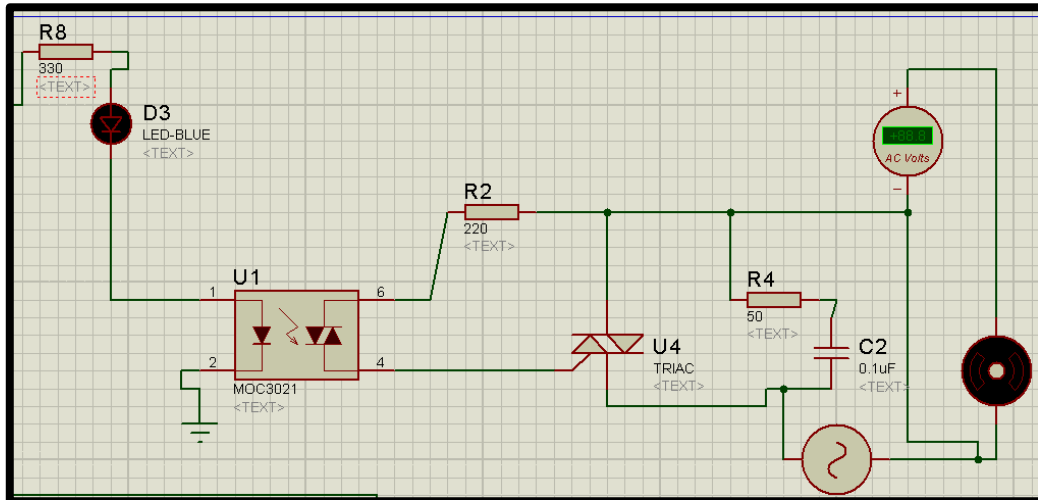 R8
330
<TEXT>
D3
LED-BLUE
<TEXT>
+
+88.8
AC Volts
−
R2
220
<TEXT>
U1
1
6
2
4
MOC3021
<TEXT>
R4
50
<TEXT>
U4
TRIAC
<TEXT>
C2
0.1uF
<TEXT>